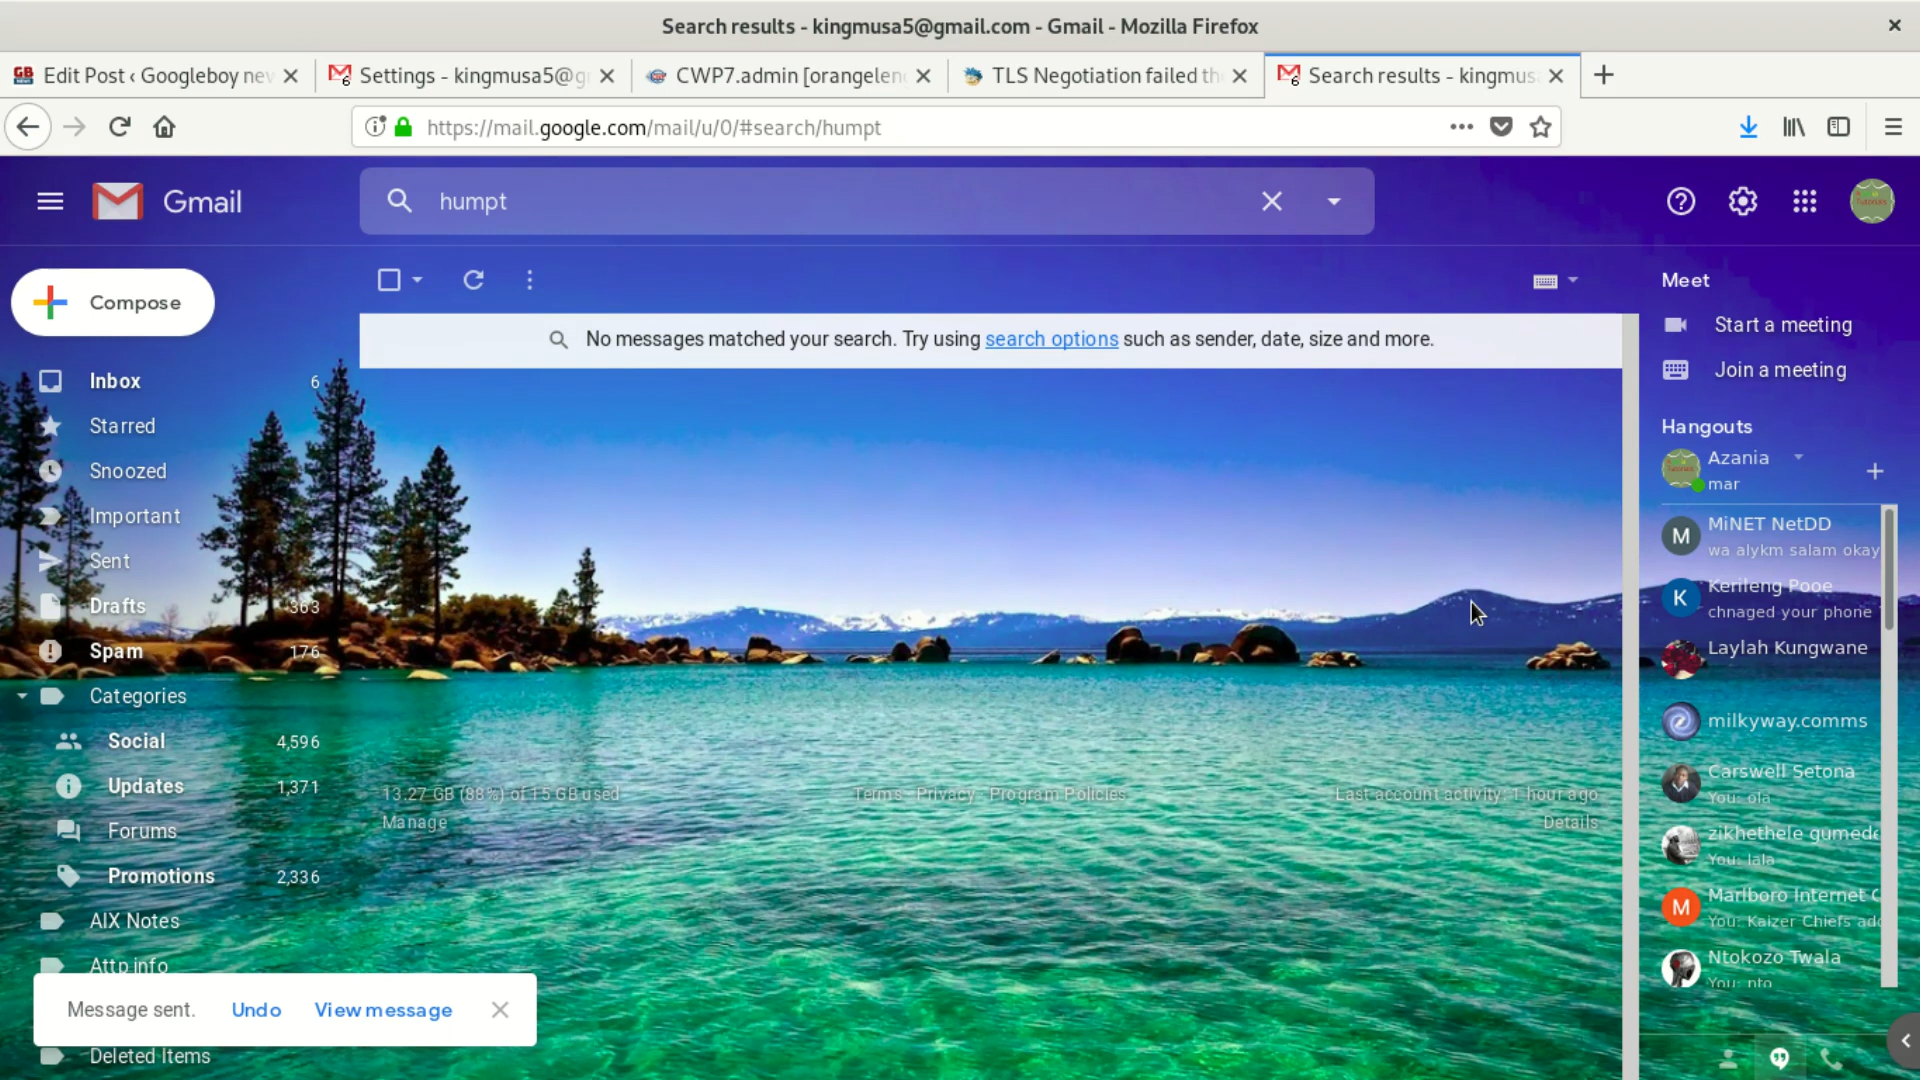 Search results - kingmusa5@gmail.com - Gmail - Mozilla Firefox
Edit Post ‹ Googleboy nev
Settings - kingmusa5@g
CWP7.admin [orangelen
TLS Negotiation failed th
Search results - kingmus
https://mail.google.com/mail/u/0/#search/humpt
Gmail
humpt
Compose
No messages matched your search. Try using search options such as sender, date, size and more.
Inbox 6
Starred
Snoozed
Important
Sent
Drafts 363
Spam 176
Categories
Social 4,596
Updates 1,371
Forums
Promotions 2,336
AIX Notes
Attp info
Deleted Items
Message sent. Undo View message
13.27 GB (88%) of 15 GB used
Manage
Terms · Privacy · Program Policies
Last account activity: 1 hour ago
Details
Meet
Start a meeting
Join a meeting
Hangouts
Azania
mar
M
MiNET NetDD
wa alykm salam okay
K
Kerileng Pooe
chnaged your phone
Laylah Kungwane
milkyway.comms
Carswell Setona
You: ola
zikhethele gumede
You: lala
M
Marlboro Internet C
You: Kaizer Chiefs add
Ntokozo Twala
You: nto